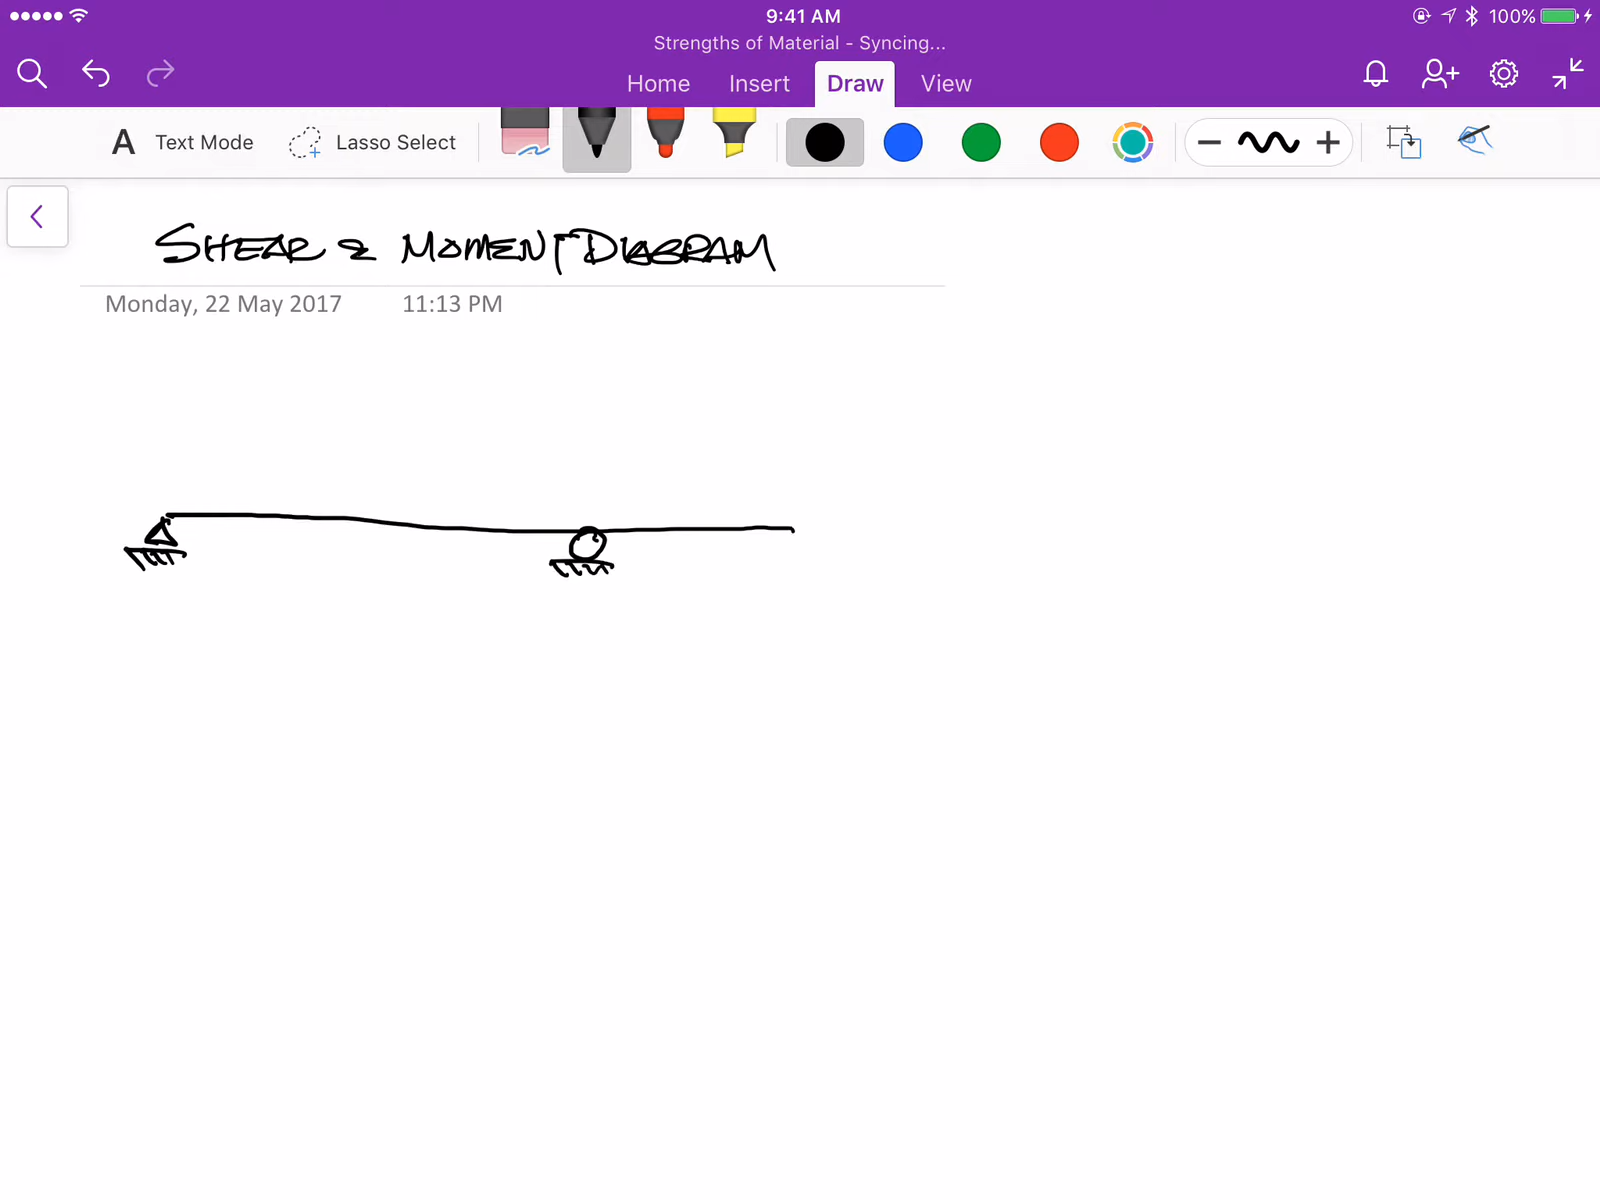 9:41 AM
100%
Strengths of Material - Syncing...
Home Insert Draw View
A Text Mode Lasso Select
SHEAR & MOMENT DIAGRAM
Monday, 22 May 2017 11:13 PM